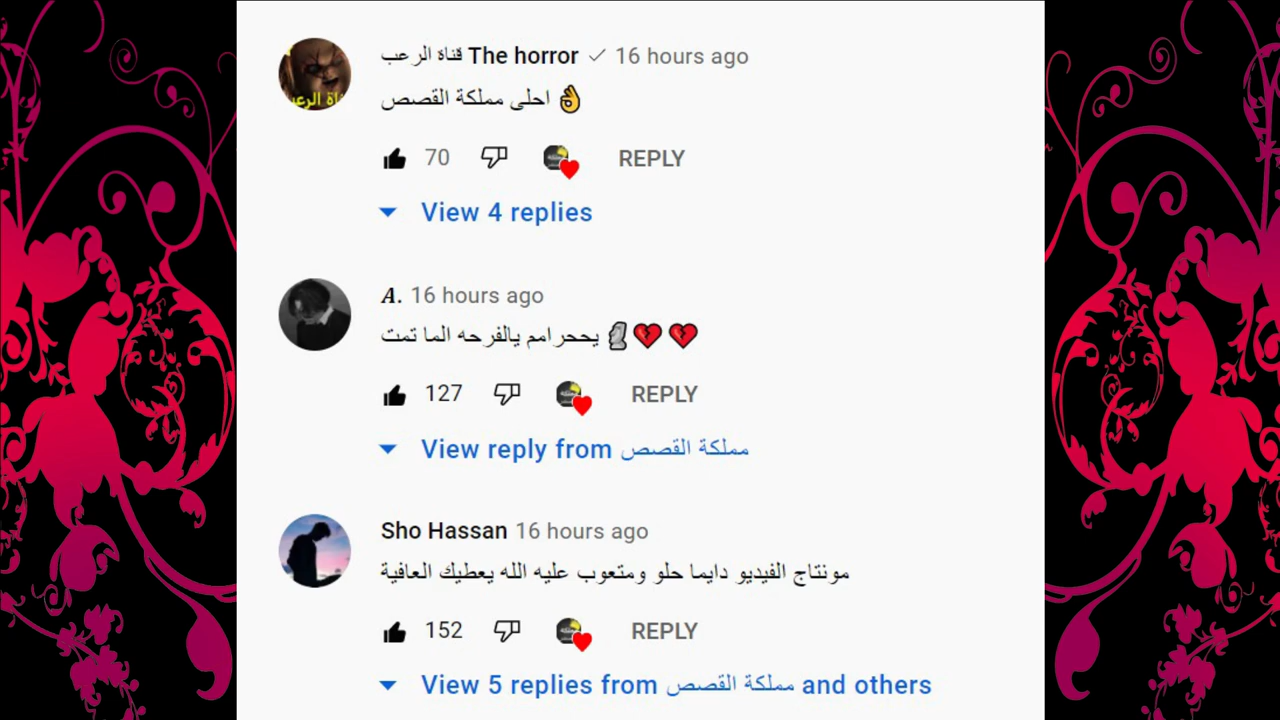 قناة الرعب The horror 16 hours ago
احلى مملكة القصص 👌
70 REPLY
View 4 replies
A. 16 hours ago
يححرامم يالفرحه الما تمت 🗿💔💔
127 REPLY
View reply from مملكة القصص
Sho Hassan 16 hours ago
مونتاج الفيديو دايما حلو ومتعوب عليه الله يعطيك العافية
152 REPLY
View 5 replies from مملكة القصص and others